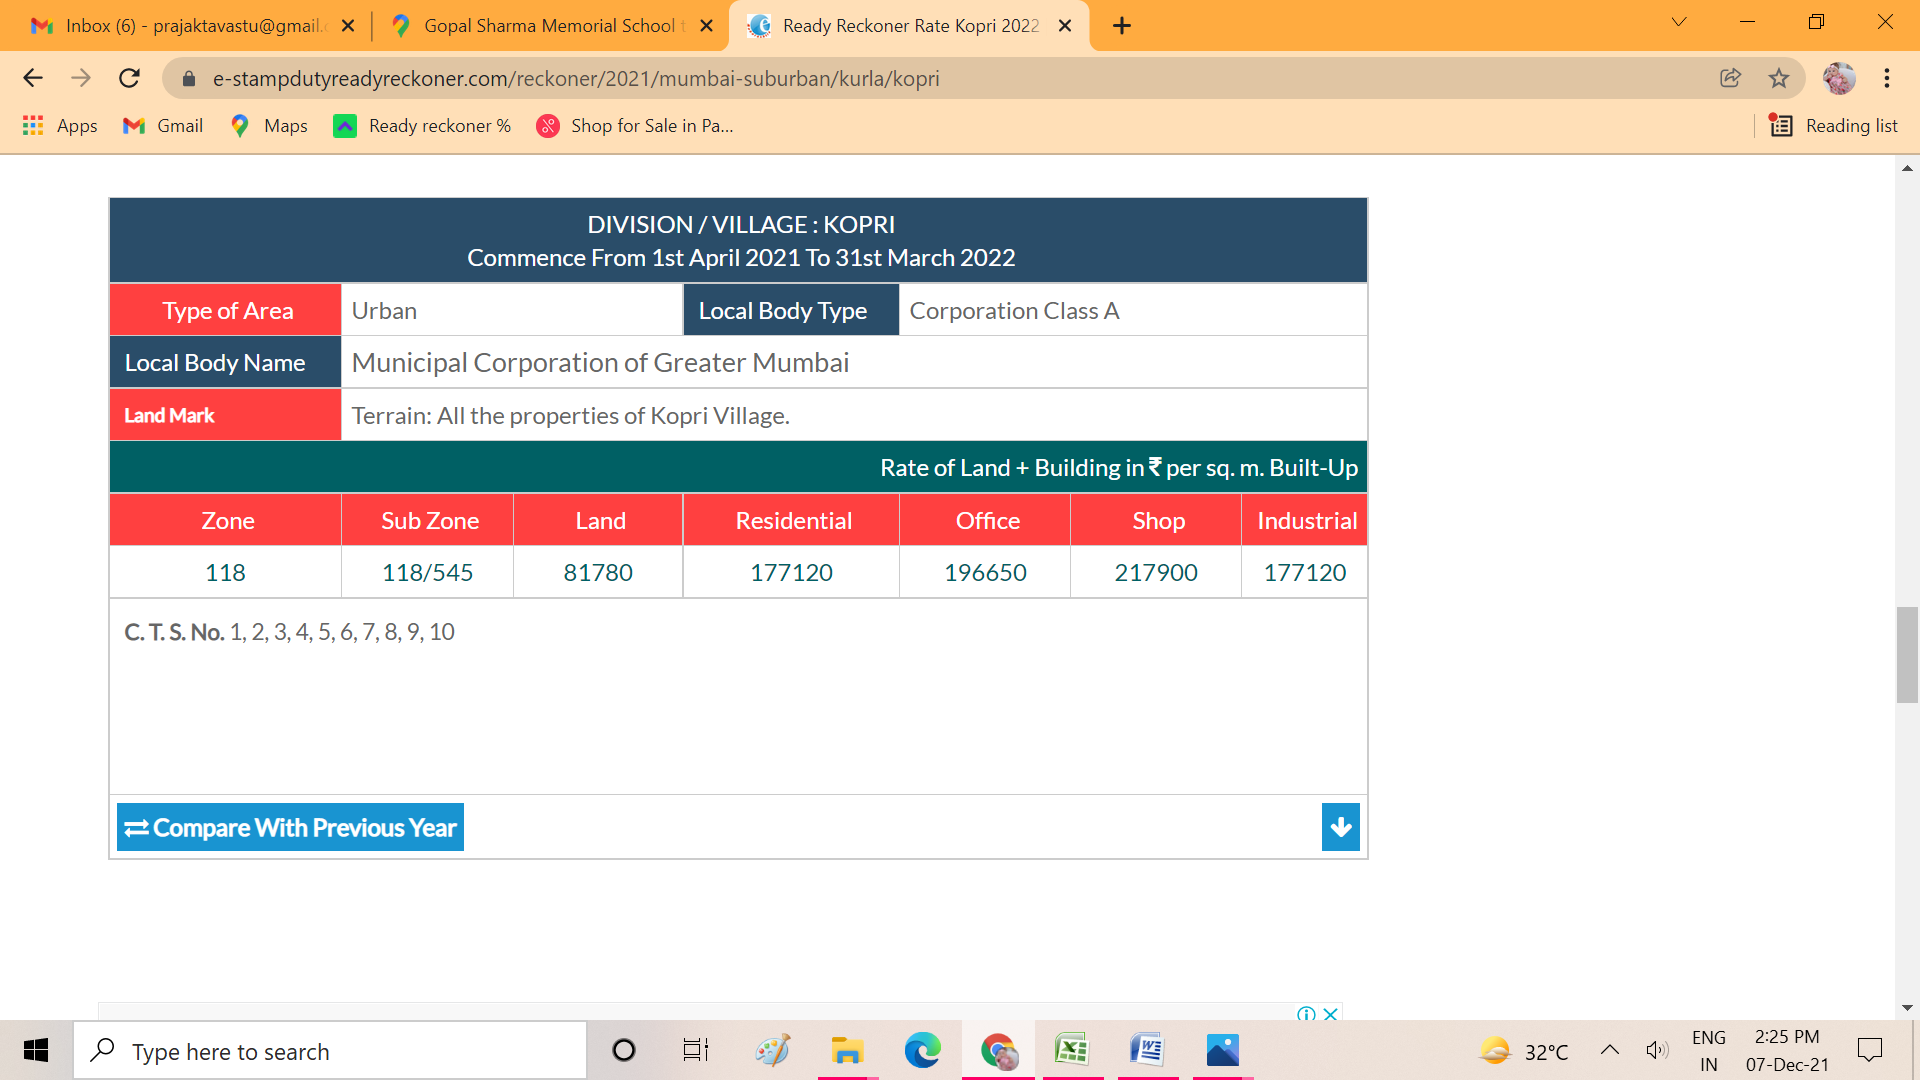 Inbox (6) - prajaktavastu@gmail.
Gopal Sharma Memorial School
Ready Reckoner Rate Kopri 2022
e-stampdutyreadyreckoner.com/reckoner/2021/mumbai-suburban/kurla/kopri
Apps
Gmail
Maps
Ready reckoner %
Shop for Sale in Pa...
Reading list
DIVISION / VILLAGE : KOPRI
Commence From 1st April 2021 To 31st March 2022
Type of Area Urban Local Body Type Corporation Class A
Local Body Name Municipal Corporation of Greater Mumbai
Land Mark Terrain: All the properties of Kopri Village.
Rate of Land + Building in ₹ per sq. m. Built-Up
Zone Sub Zone Land Residential Office Shop Industrial
118 118/545 81780 177120 196650 217900 177120
C. T. S. No. 1, 2, 3, 4, 5, 6, 7, 8, 9, 10
Compare With Previous Year
Type here to search
32°C
ENG
IN
2:25 PM
07-Dec-21